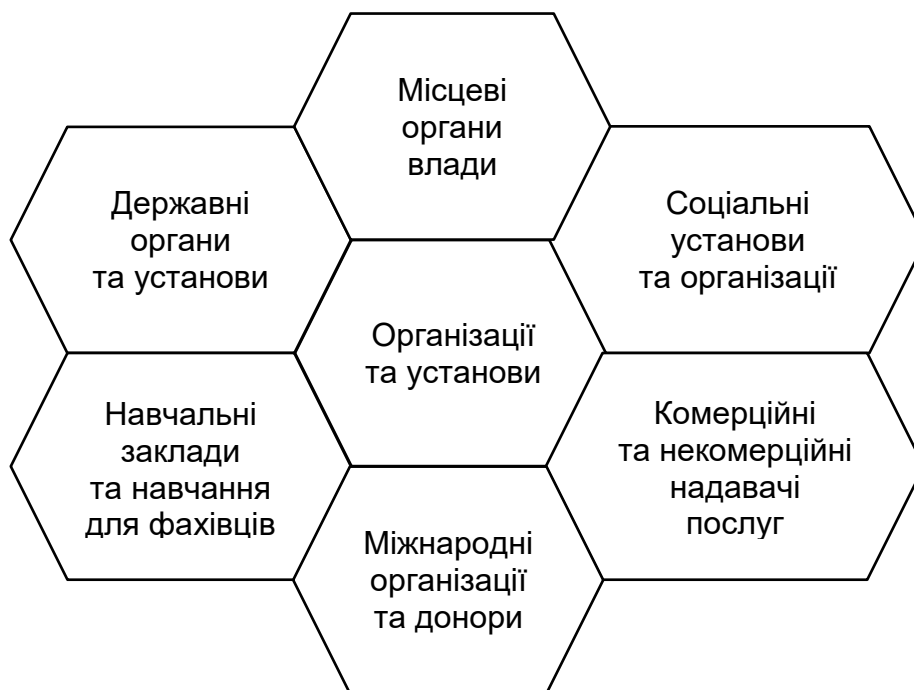 Місцеві
органи
влади
Державні
органи
та установи
Соціальні
установи
та організації
Організації
та установи
Навчальні
заклади
та навчання
для фахівців
Комерційні
та некомерційні
надавачі
послуг
Міжнародні
організації
та донори